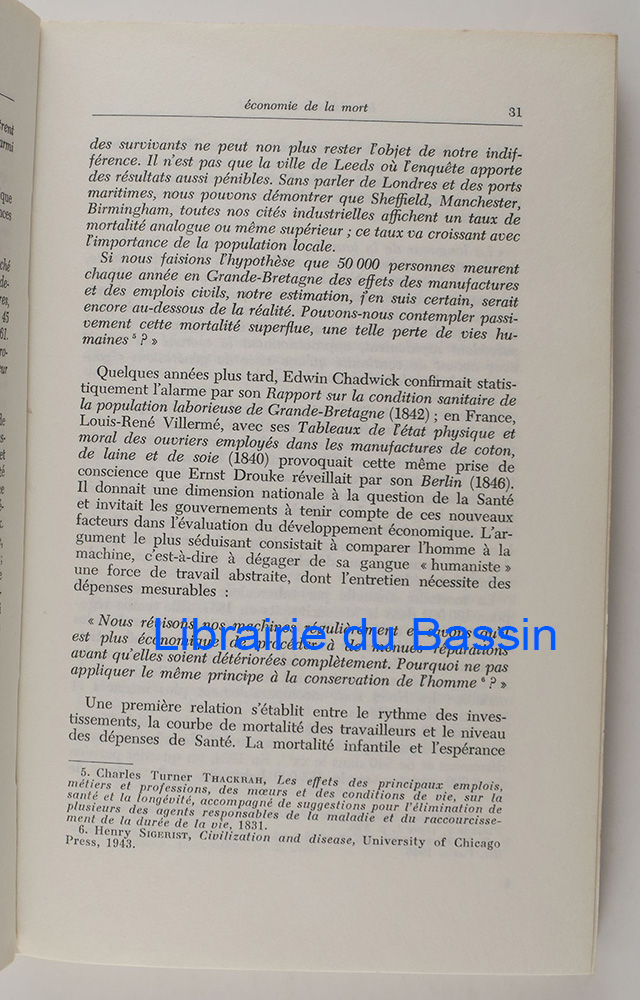 économie de la mort
31
des survivants ne peut non plus rester l'objet de notre indif-
férence. Il n'est pas que la ville de Leeds où l'enquête apporte
des résultats aussi pénibles. Sans parler de Londres et des ports
maritimes, nous pouvons démontrer que Sheffield, Manchester,
Birmingham, toutes nos cités industrielles affichent un taux de
mortalité analogue ou même supérieur ; ce taux va croissant avec
l'importance de la population locale.
Si nous faisions l'hypothèse que 50 000 personnes meurent
chaque année en Grande-Bretagne des effets des manufactures
et des emplois civils, notre estimation, j'en suis certain, serait
encore au-dessous de la réalité. Pouvons-nous contempler passi-
vement cette mortalité superflue, une telle perte de vies hu-
maines ⁵ ? »
Quelques années plus tard, Edwin Chadwick confirmait statis-
tiquement l'alarme par son Rapport sur la condition sanitaire de
la population laborieuse de Grande-Bretagne (1842) ; en France,
Louis-René Villermé, avec ses Tableaux de l'état physique et
moral des ouvriers employés dans les manufactures de coton,
de laine et de soie (1840) provoquait cette même prise de
conscience que Ernst Drouke réveillait par son Berlin (1846).
Il donnait une dimension nationale à la question de la Santé
et invitait les gouvernements à tenir compte de ces nouveaux
facteurs dans l'évaluation du développement économique. L'ar-
gument le plus séduisant consistait à comparer l'homme à la
machine, c'est-à-dire à dégager de sa gangue « humaniste »
une force de travail abstraite, dont l'entretien nécessite des
dépenses mesurables :
« Nous révisons nos machines régulièrement et savons qu'il
est plus économique de procéder à de menues réparations
avant qu'elles soient détériorées complètement. Pourquoi ne pas
appliquer le même principe à la conservation de l'homme ⁶ ? »
Librairie du Bassin
Une première relation s'établit entre le rythme des inves-
tissements, la courbe de mortalité des travailleurs et le niveau
des dépenses de Santé. La mortalité infantile et l'espérance
5. Charles Turner THACKRAH, Les effets des principaux emplois,
métiers et professions, des mœurs et des conditions de vie, sur la
santé et la longévité, accompagné de suggestions pour l'élimination de
plusieurs des agents responsables de la maladie et du raccourcisse-
ment de la durée de la vie, 1831.
6. Henry SIGERIST, Civilization and disease, University of Chicago
Press, 1943.